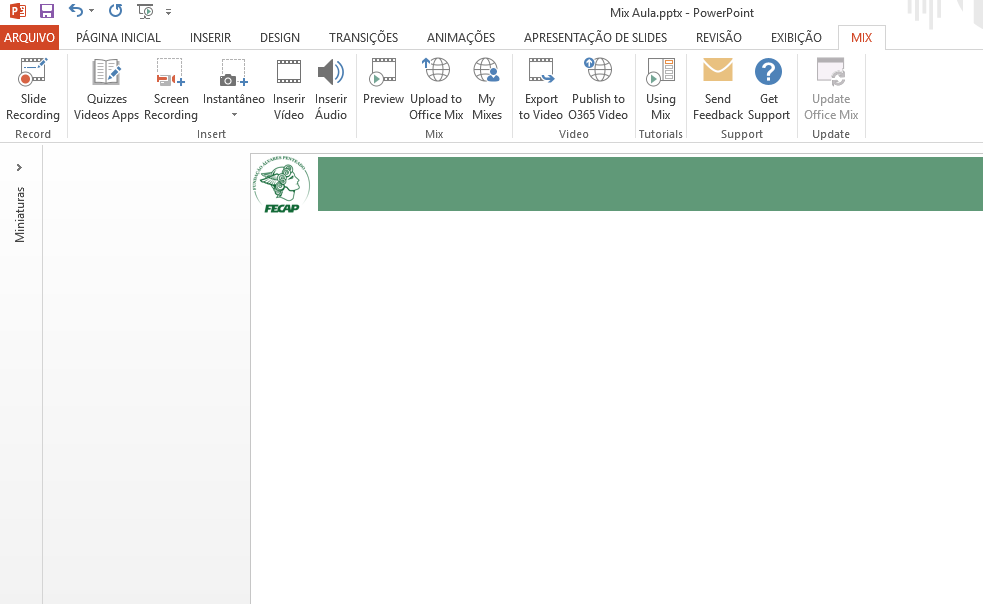 Mix Aula.pptx - PowerPoint
ARQUIVO PÁGINA INICIAL INSERIR DESIGN TRANSIÇÕES ANIMAÇÕES APRESENTAÇÃO DE SLIDES REVISÃO EXIBIÇÃO MIX
Slide Quizzes Screen Instantâneo Inserir Inserir Preview Upload to My Export Publish to Using Send Get Update
Recording Videos Apps Recording Vídeo Áudio Office Mix Mixes to Video O365 Video Mix Feedback Support Office Mix
Record Insert Mix Video Tutorials Support Update
Miniaturas
FUNDAÇÃO ALVARES PENTEADO
FECAP